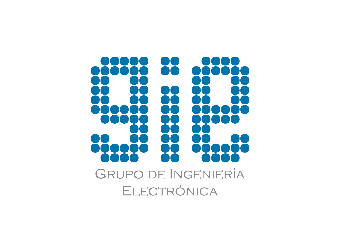 gie
GRUPO DE INGENIERÍA
ELECTRÓNICA